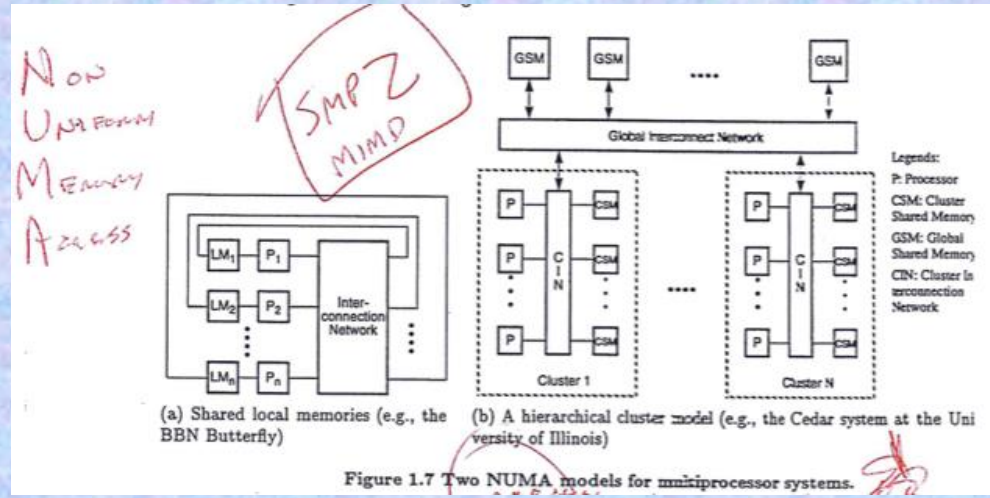 NON
UNIFORM
MEMORY
Access
SMP
MIMD
GSM GSM .... GSM
Global Interconnect Network
Legends:
P: Processor
CSM: Cluster
Shared Memory
GSM: Global
Shared Memory
CIN: Cluster In
terconnection
Network
LM1 P1
LM2 P2
LMn Pn
Inter-
connection
Network
P CSM
P CIN CSM
P CSM
Cluster 1
....
P CSM
P CIN CSM
P CSM
Cluster N
(a) Shared local memories (e.g., the
BBN Butterfly)
(b) A hierarchical cluster model (e.g., the Cedar system at the Uni
versity of Illinois)
Figure 1.7 Two NUMA models for multiprocessor systems.